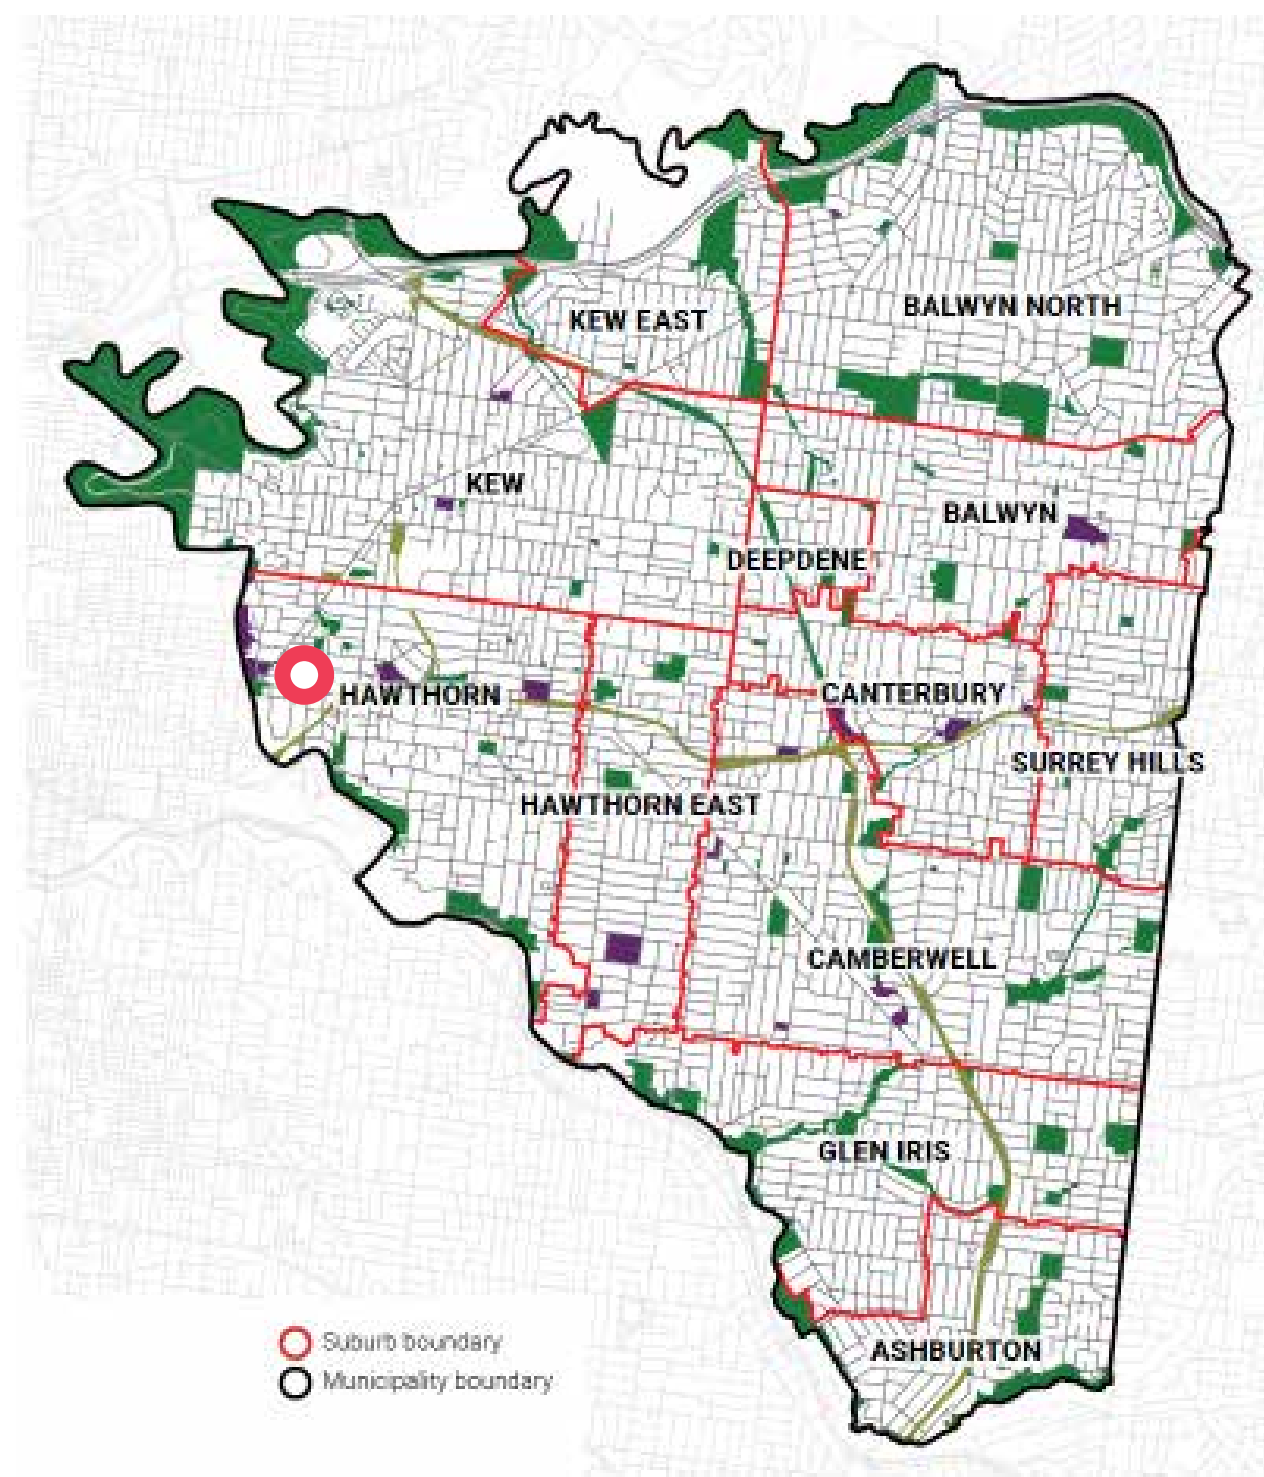 KEW EAST
BALWYN NORTH
KEW
BALWYN
DEEPDENE
HAWTHORN
CANTERBURY
SURREY HILLS
HAWTHORN EAST
CAMBERWELL
GLEN IRIS
ASHBURTON
Suburb boundary
Municipality boundary